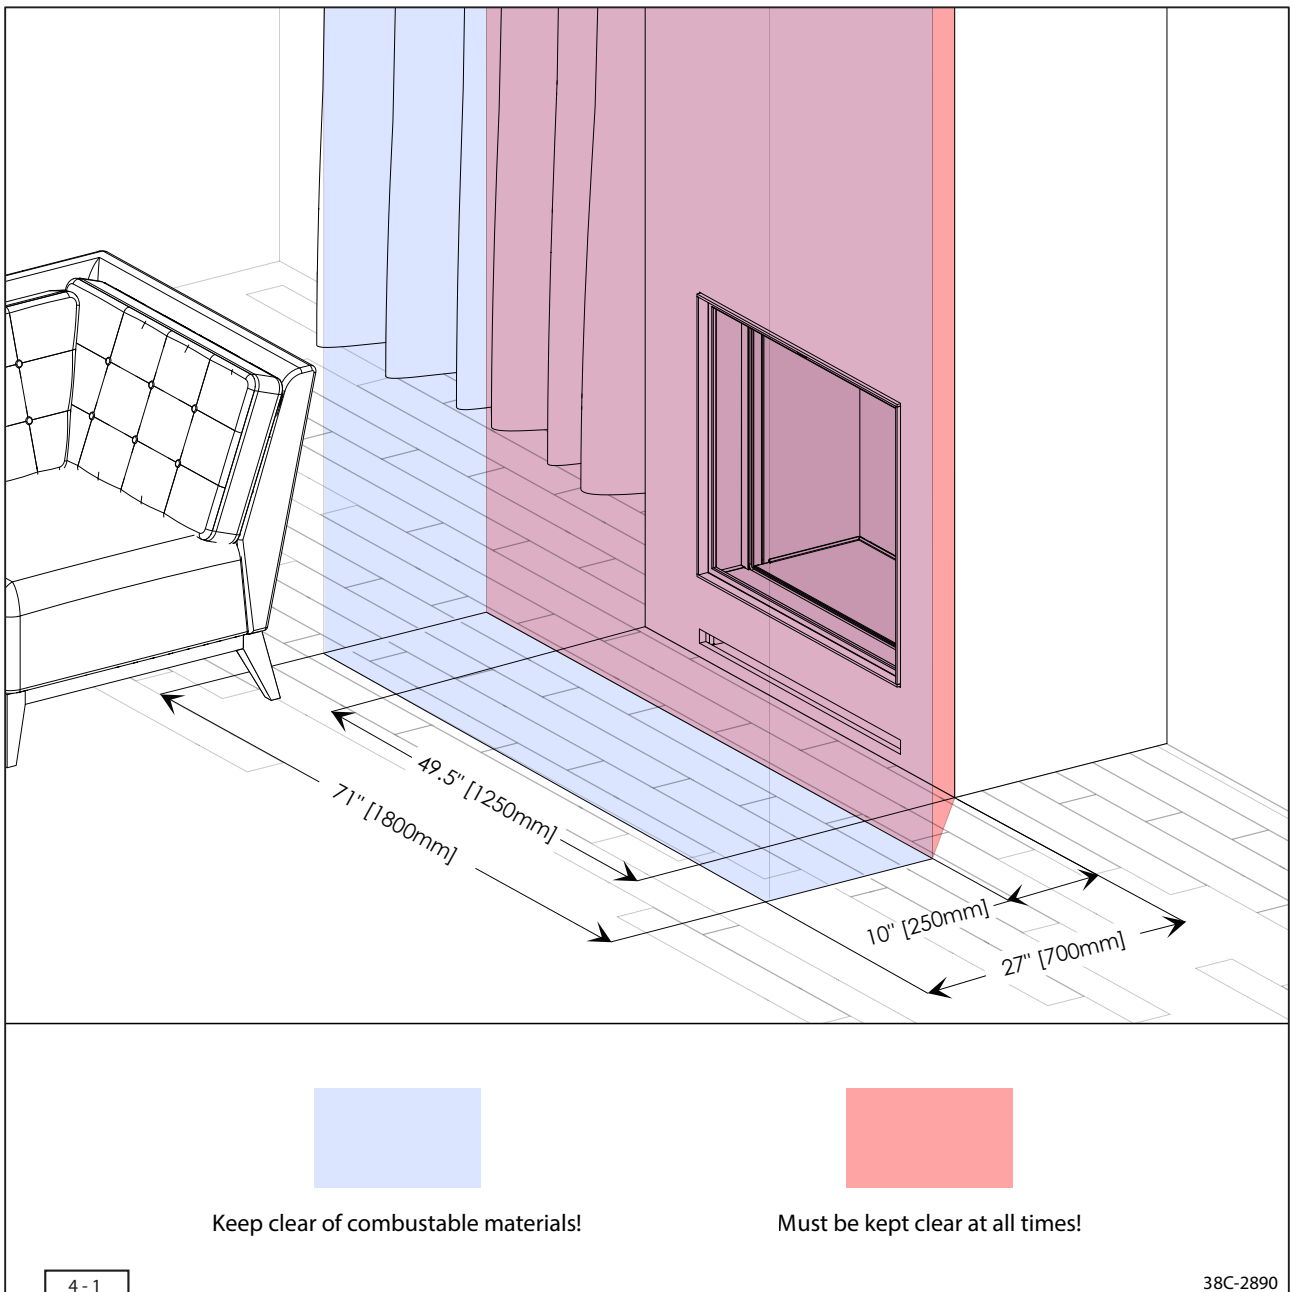 49.5" [1250mm]
71" [1800mm]
10" [250mm]
27" [700mm]
Keep clear of combustable materials!
Must be kept clear at all times!
4 - 1
38C-2890